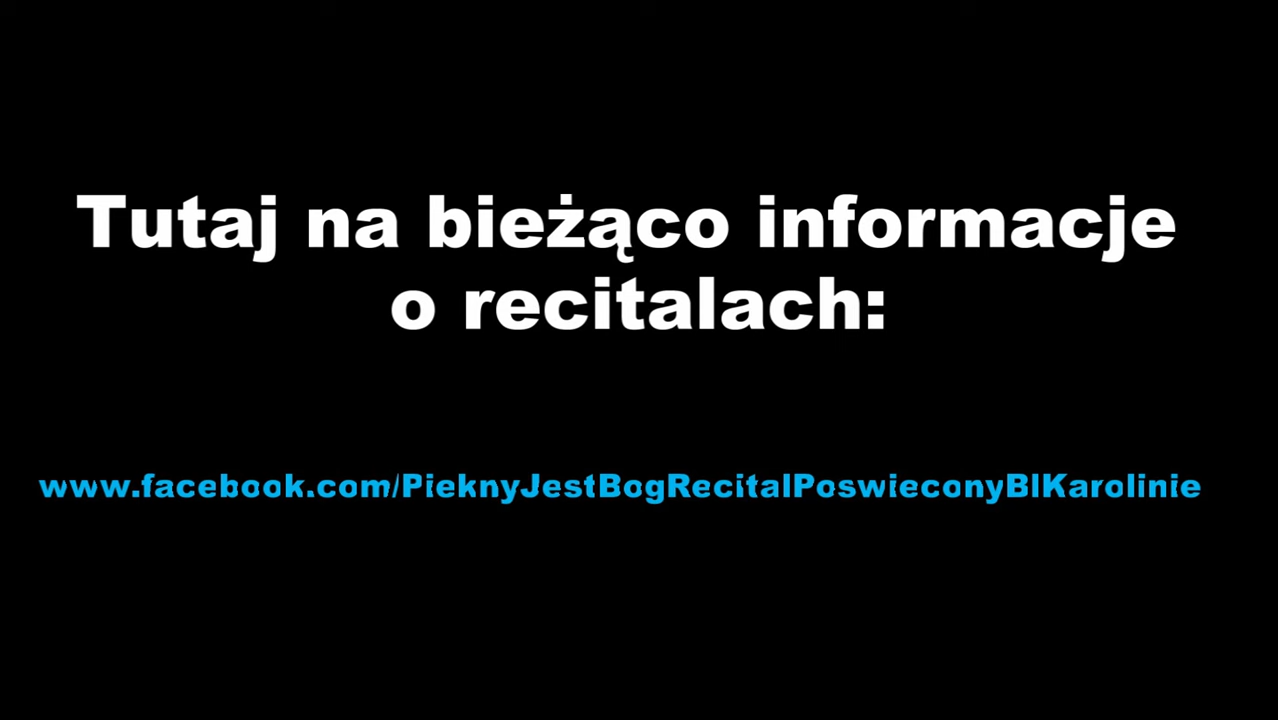 Tutaj na bieżąco informacje
o recitalach:
www.facebook.com/PieknyJestBogRecitalPoswieconyBlKarolinie